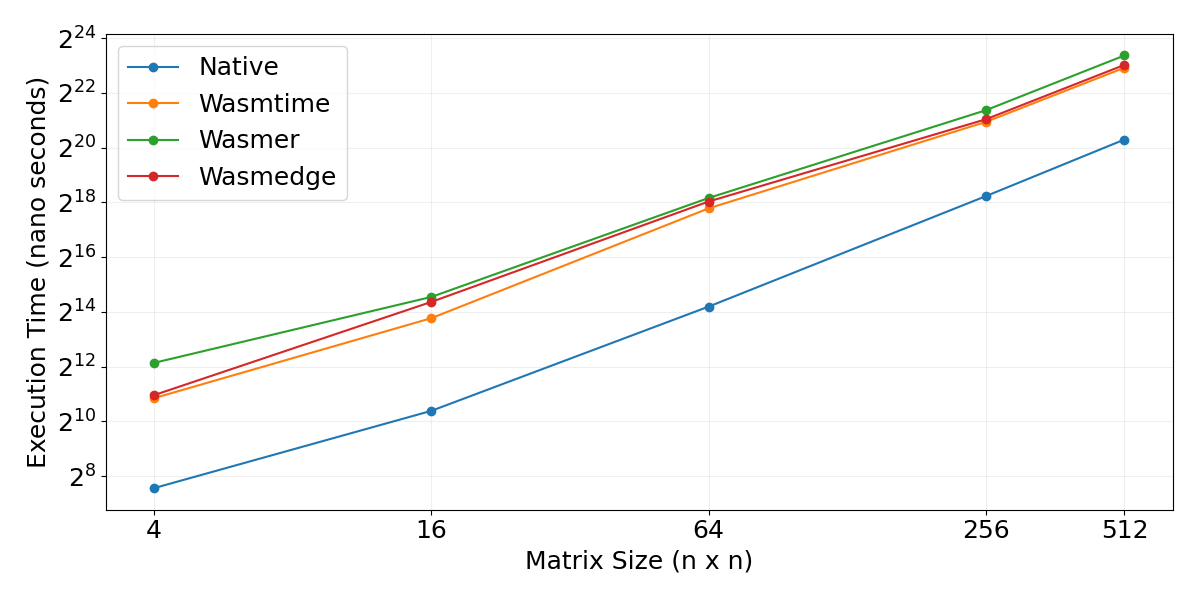 2^24
2^22
2^20
2^18
2^16
2^14
2^12
2^10
2^8
Execution Time (nano seconds)
Native
Wasmtime
Wasmer
Wasmedge
4 16 64 256 512
Matrix Size (n x n)